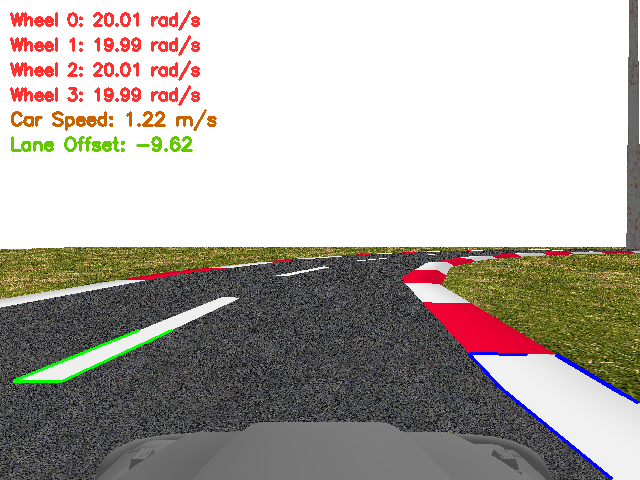 Wheel 0: 20.01 rad/s
Wheel 1: 19.99 rad/s
Wheel 2: 20.01 rad/s
Wheel 3: 19.99 rad/s
Car Speed: 1.22 m/s
Lane Offset: -9.62